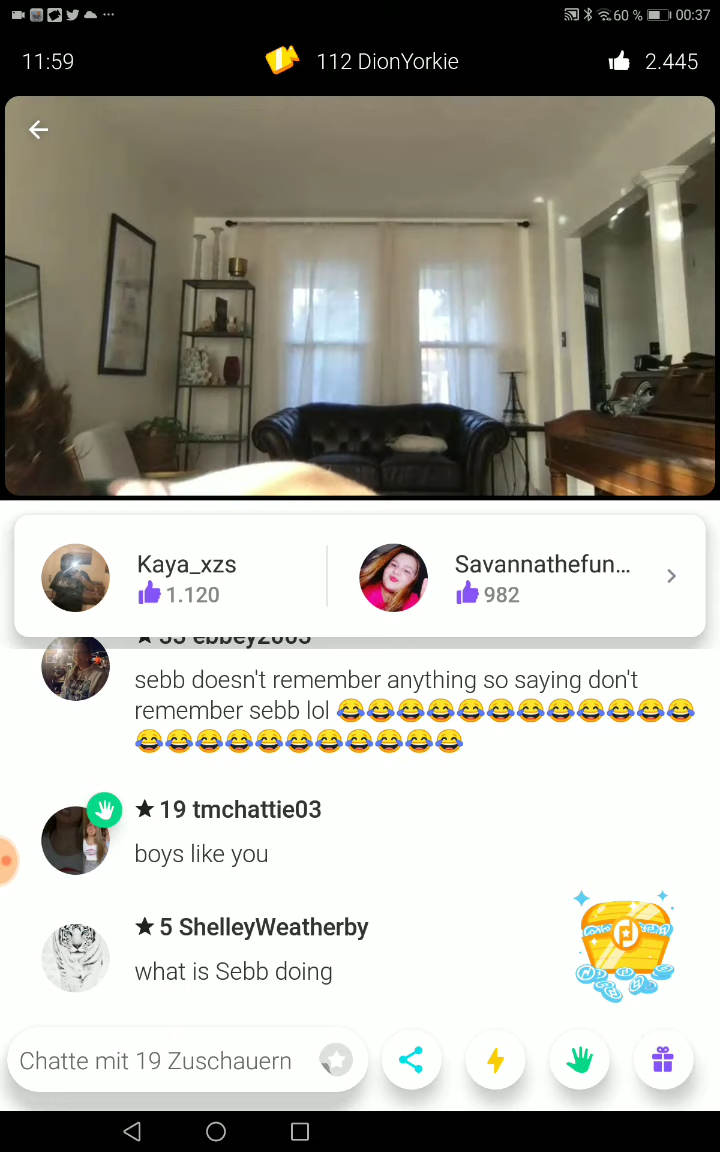 60 % 00:37
11:59 112 DionYorkie 2.445
Kaya_xzs
1.120
Savannathefun...
982
ebbey2003
sebb doesn't remember anything so saying don't
remember sebb lol 😂😂😂😂😂😂😂😂😂😂😂😂
😂😂😂😂😂😂😂😂😂😂😂
★ 19 tmchattie03
boys like you
★ 5 ShelleyWeatherby
what is Sebb doing
Chatte mit 19 Zuschauern